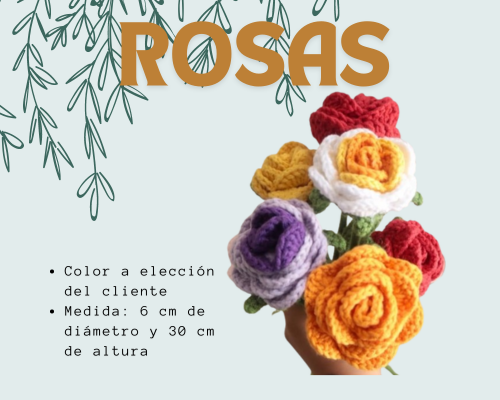 ROSAS
• Color a elección
del cliente
• Medida: 6 cm de
diámetro y 30 cm
de altura